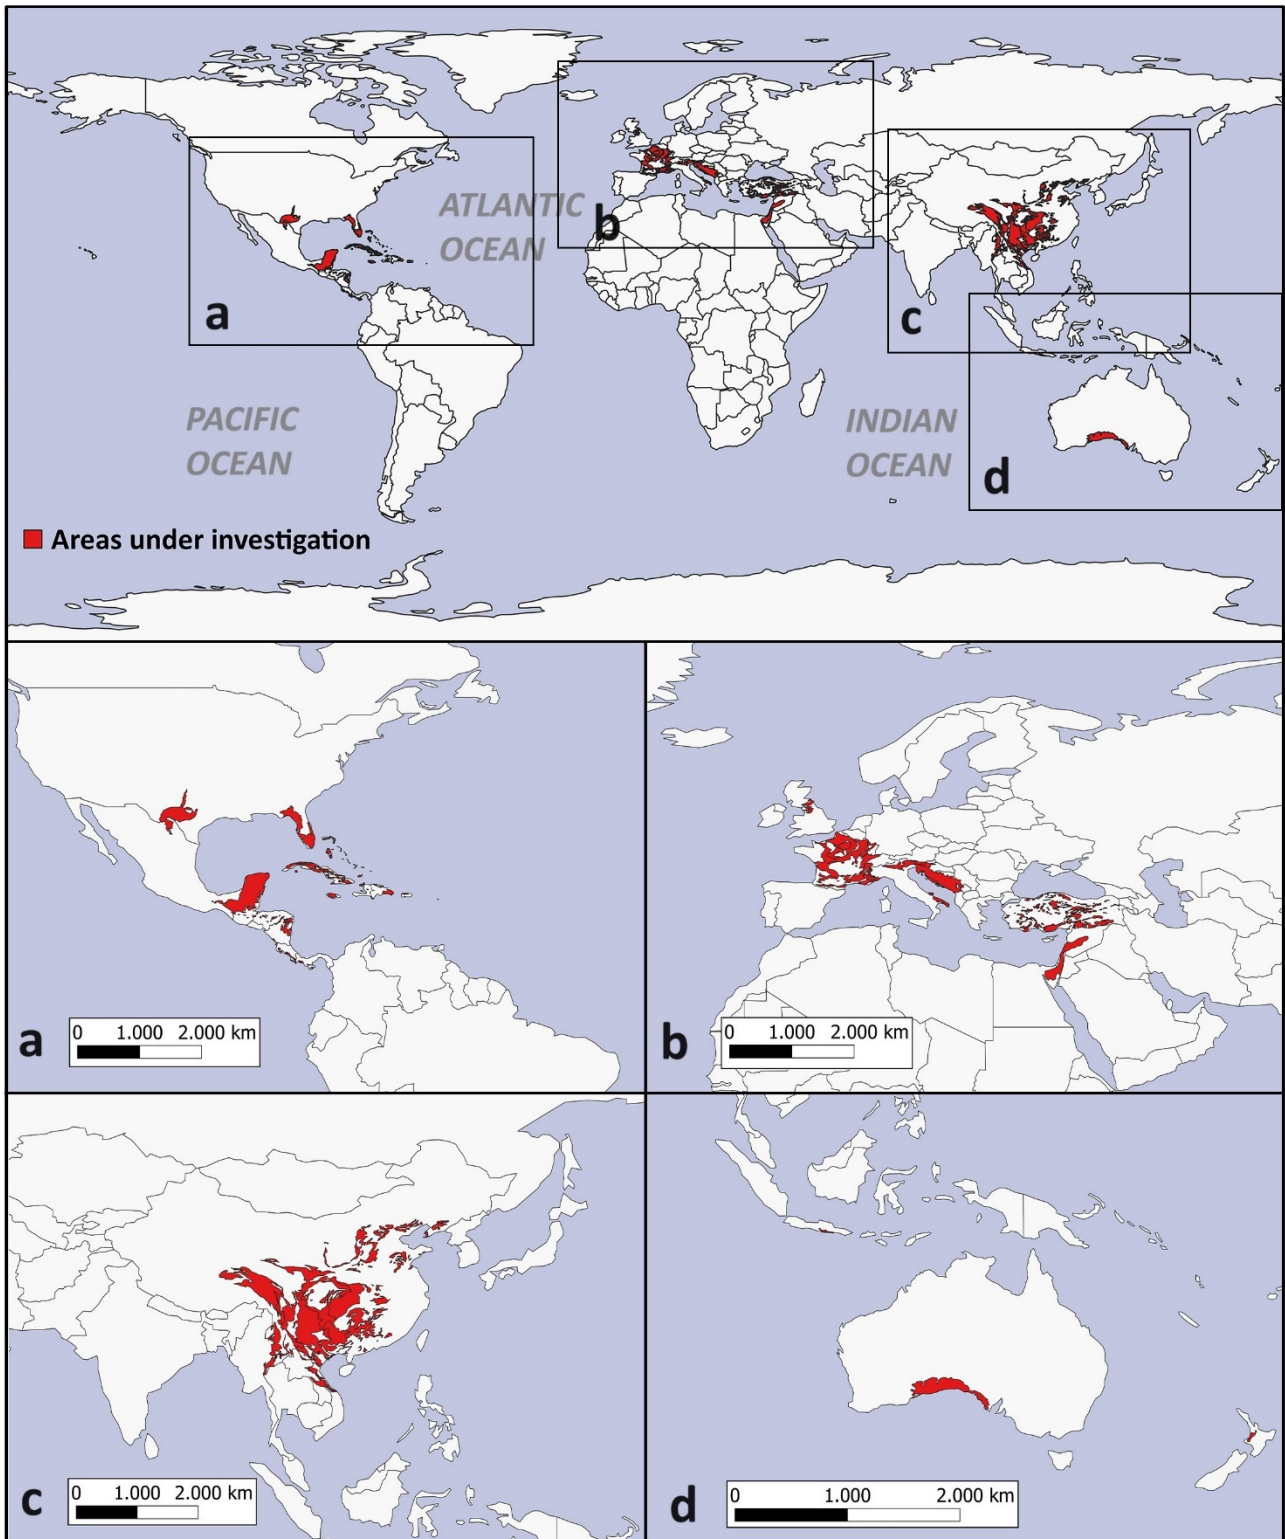 ATLANTIC
OCEAN
b
a
c
PACIFIC
OCEAN
INDIAN
OCEAN
d
Areas under investigation
a
0 1.000 2.000 km
b
0 1.000 2.000 km
c
0 1.000 2.000 km
d
0 1.000 2.000 km